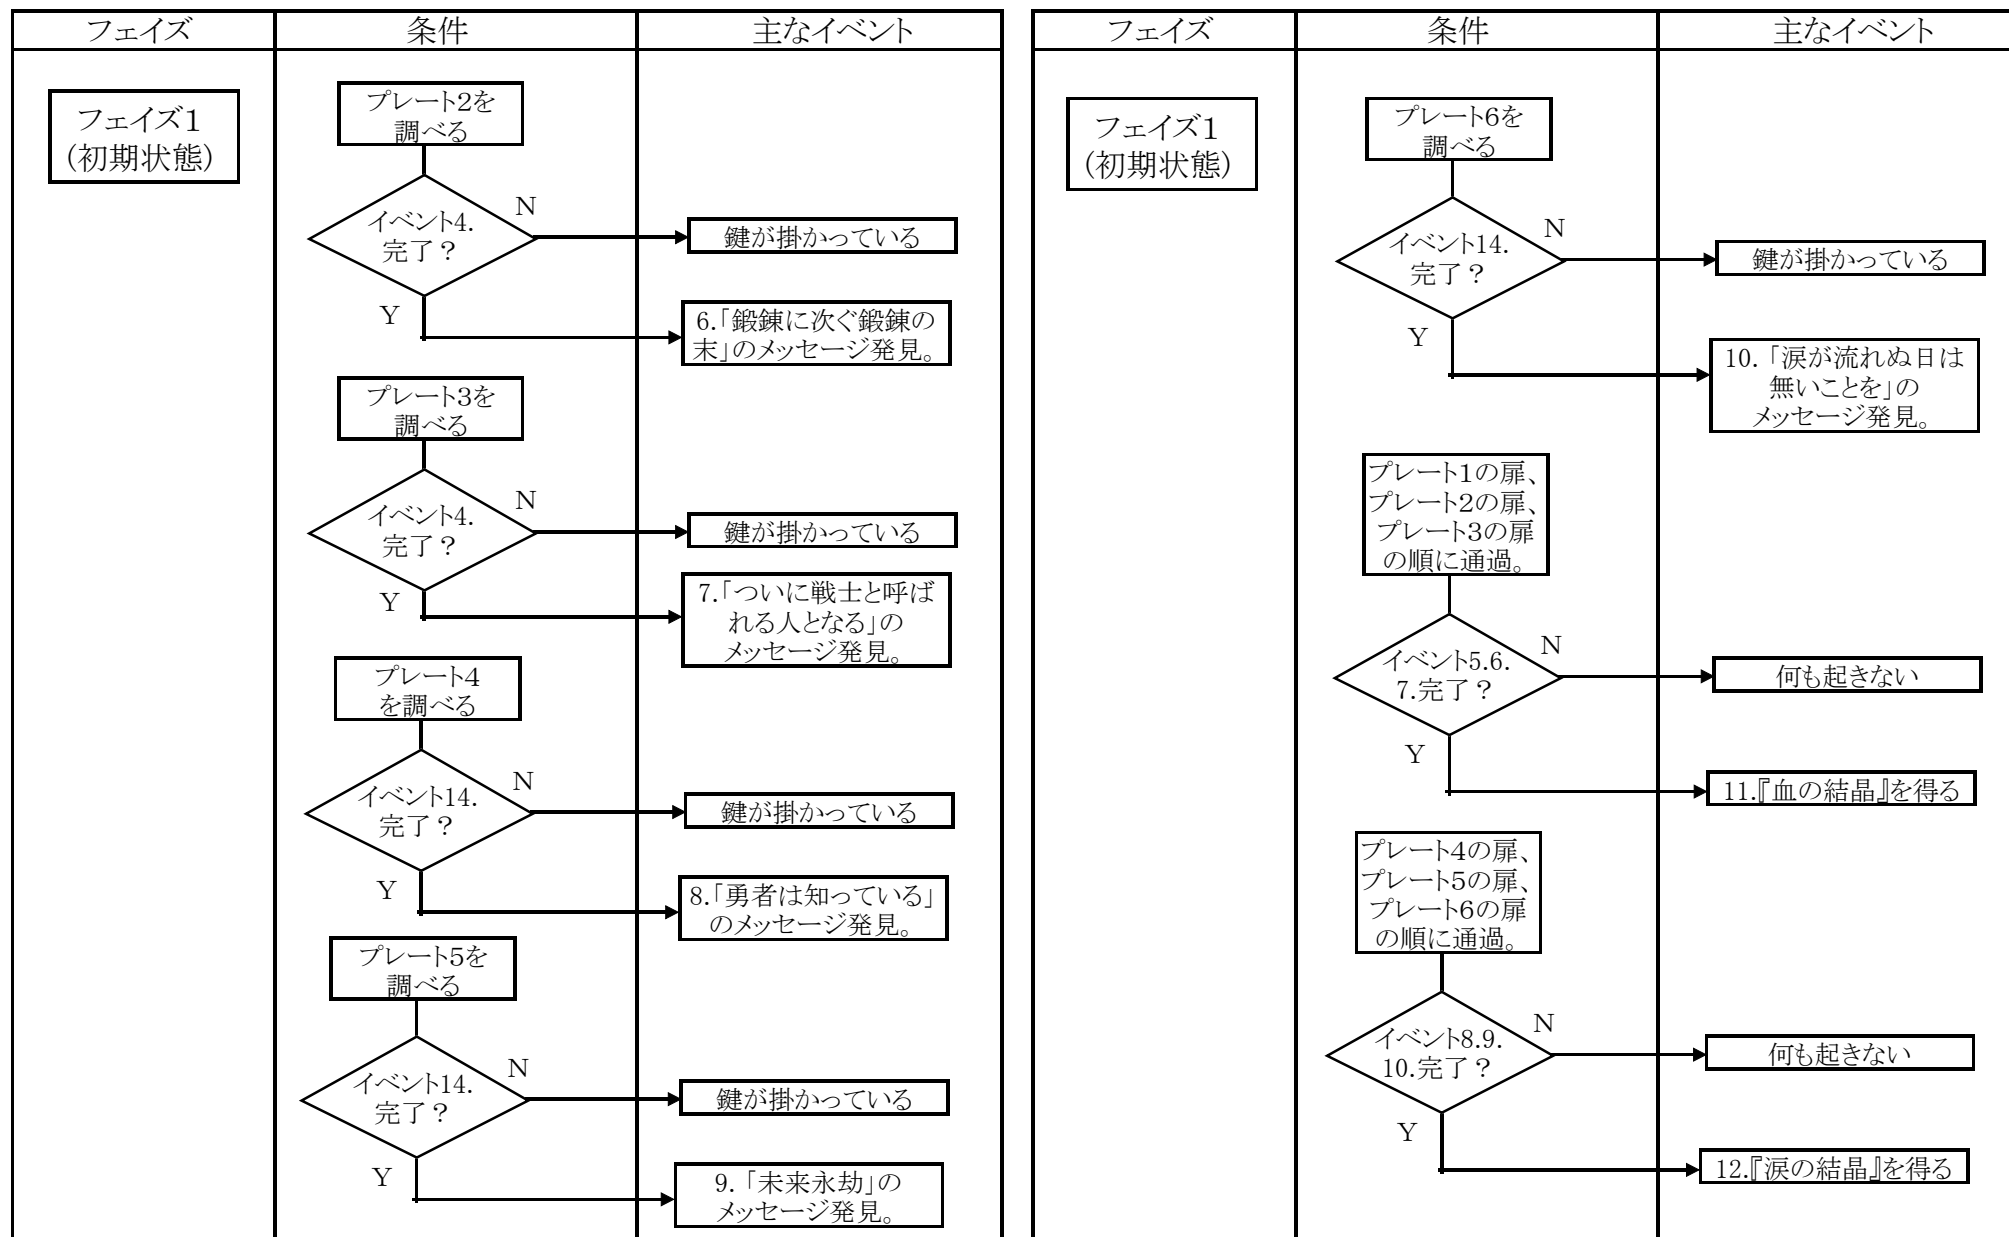 フェイズ
条件
主なイベント
フェイズ1
(初期状態)
プレート2を
調べる
イベント4.
完了？
N
鍵が掛かっている
Y
6.「鍛錬に次ぐ鍛錬の
末」のメッセージ発見。
プレート3を
調べる
イベント4.
完了？
N
鍵が掛かっている
Y
7.「ついに戦士と呼ば
れる人となる」の
メッセージ発見。
プレート4
を調べる
イベント14.
完了？
N
鍵が掛かっている
Y
8.「勇者は知っている」
のメッセージ発見。
プレート5を
調べる
イベント14.
完了？
N
鍵が掛かっている
Y
9.「未来永劫」の
メッセージ発見。
フェイズ
条件
主なイベント
フェイズ1
(初期状態)
プレート6を
調べる
イベント14.
完了？
N
鍵が掛かっている
Y
10.「涙が流れぬ日は
無いことを」の
メッセージ発見。
プレート1の扉、
プレート2の扉、
プレート3の扉
の順に通過。
イベント5.6.
7.完了？
N
何も起きない
Y
11.『血の結晶』を得る
プレート4の扉、
プレート5の扉、
プレート6の扉
の順に通過。
イベント8.9.
10.完了？
N
何も起きない
Y
12.『涙の結晶』を得る